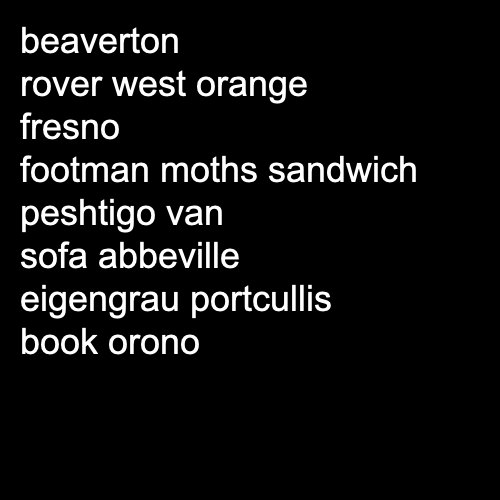 beaverton
rover west orange
fresno
footman moths sandwich
peshtigo van
sofa abbeville
eigengrau portcullis
book orono